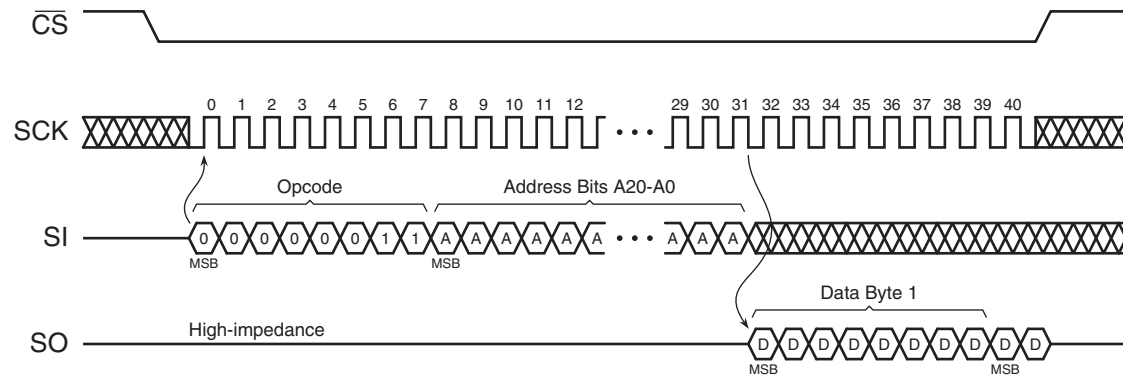 CS
SCK 0 1 2 3 4 5 6 7 8 9 10 11 12 ••• 29 30 31 32 33 34 35 36 37 38 39 40
Opcode Address Bits A20-A0
SI 0 0 0 0 0 0 1 1 A A A A A A ••• A A A
MSB MSB
Data Byte 1
High-impedance
SO D D D D D D D D D D
MSB MSB